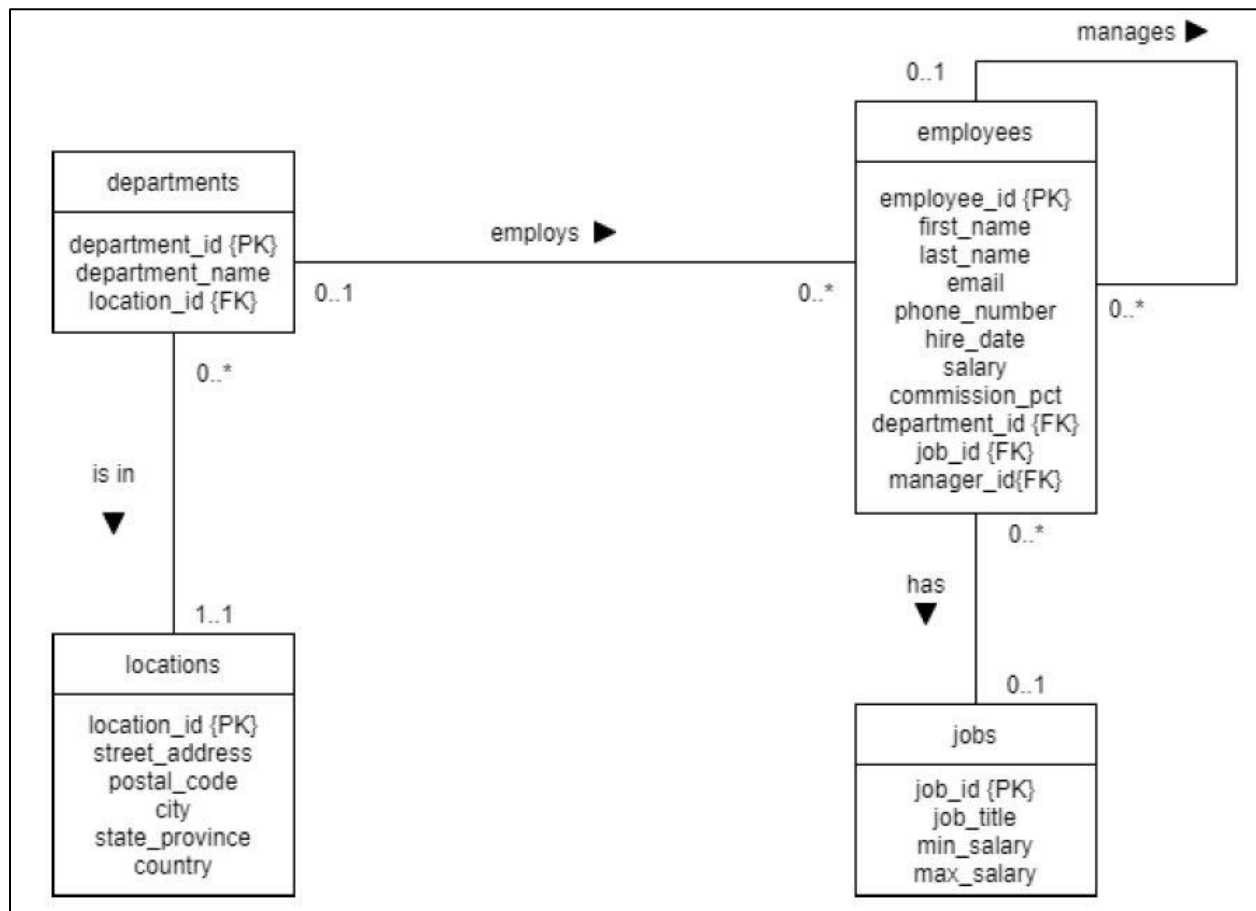 manages ▶
0..1
employees
employee_id {PK}
first_name
last_name
email
phone_number
hire_date
salary
commission_pct
department_id {FK}
job_id {FK}
manager_id{FK}
0..*
departments
department_id {PK}
department_name
location_id {FK}
employs ▶
0..1
0..*
0..*
is in
▼
1..1
locations
location_id {PK}
street_address
postal_code
city
state_province
country
0..*
has
▼
0..1
jobs
job_id {PK}
job_title
min_salary
max_salary